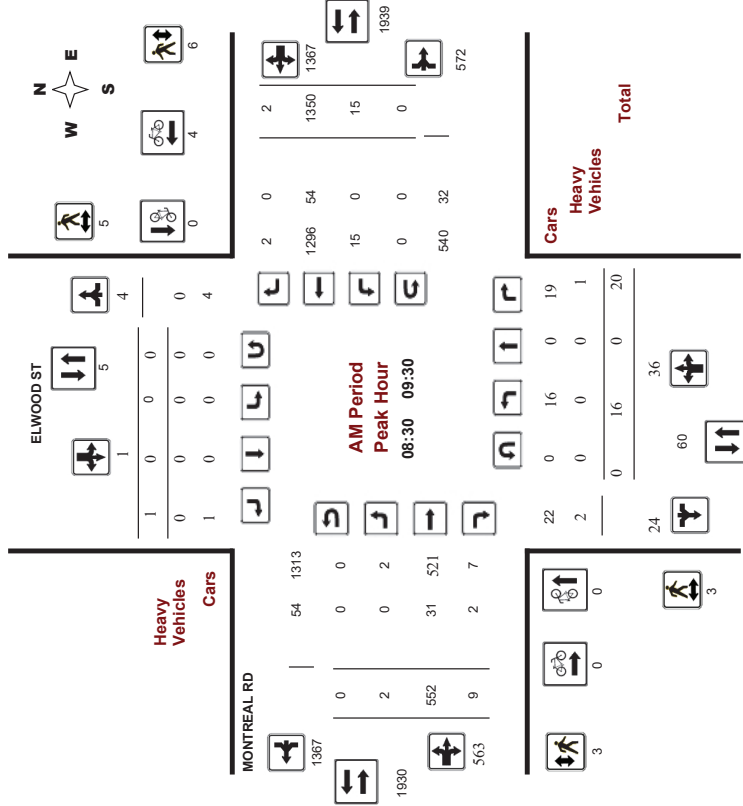 N
W E
S
5
6
0
4
ELWOOD ST
5
1
4
1 0 0 0
0 0 0 0 0
1 0 0 0 4
Heavy
Vehicles
Cars
MONTREAL RD
1367
1930
563
54 1313
0 0 0
2 0 2
552 31 521
9 2 7
AM Period
Peak Hour
08:30 09:30
2 0 2
1296 54 1350
15 0 15
0 0 0
540 32
1367
1939
572
Cars
Heavy
Vehicles
Total
22 0 16 0 19
2 0 0 0 1
0 16 0 20
24
60
36
0
0
3
3